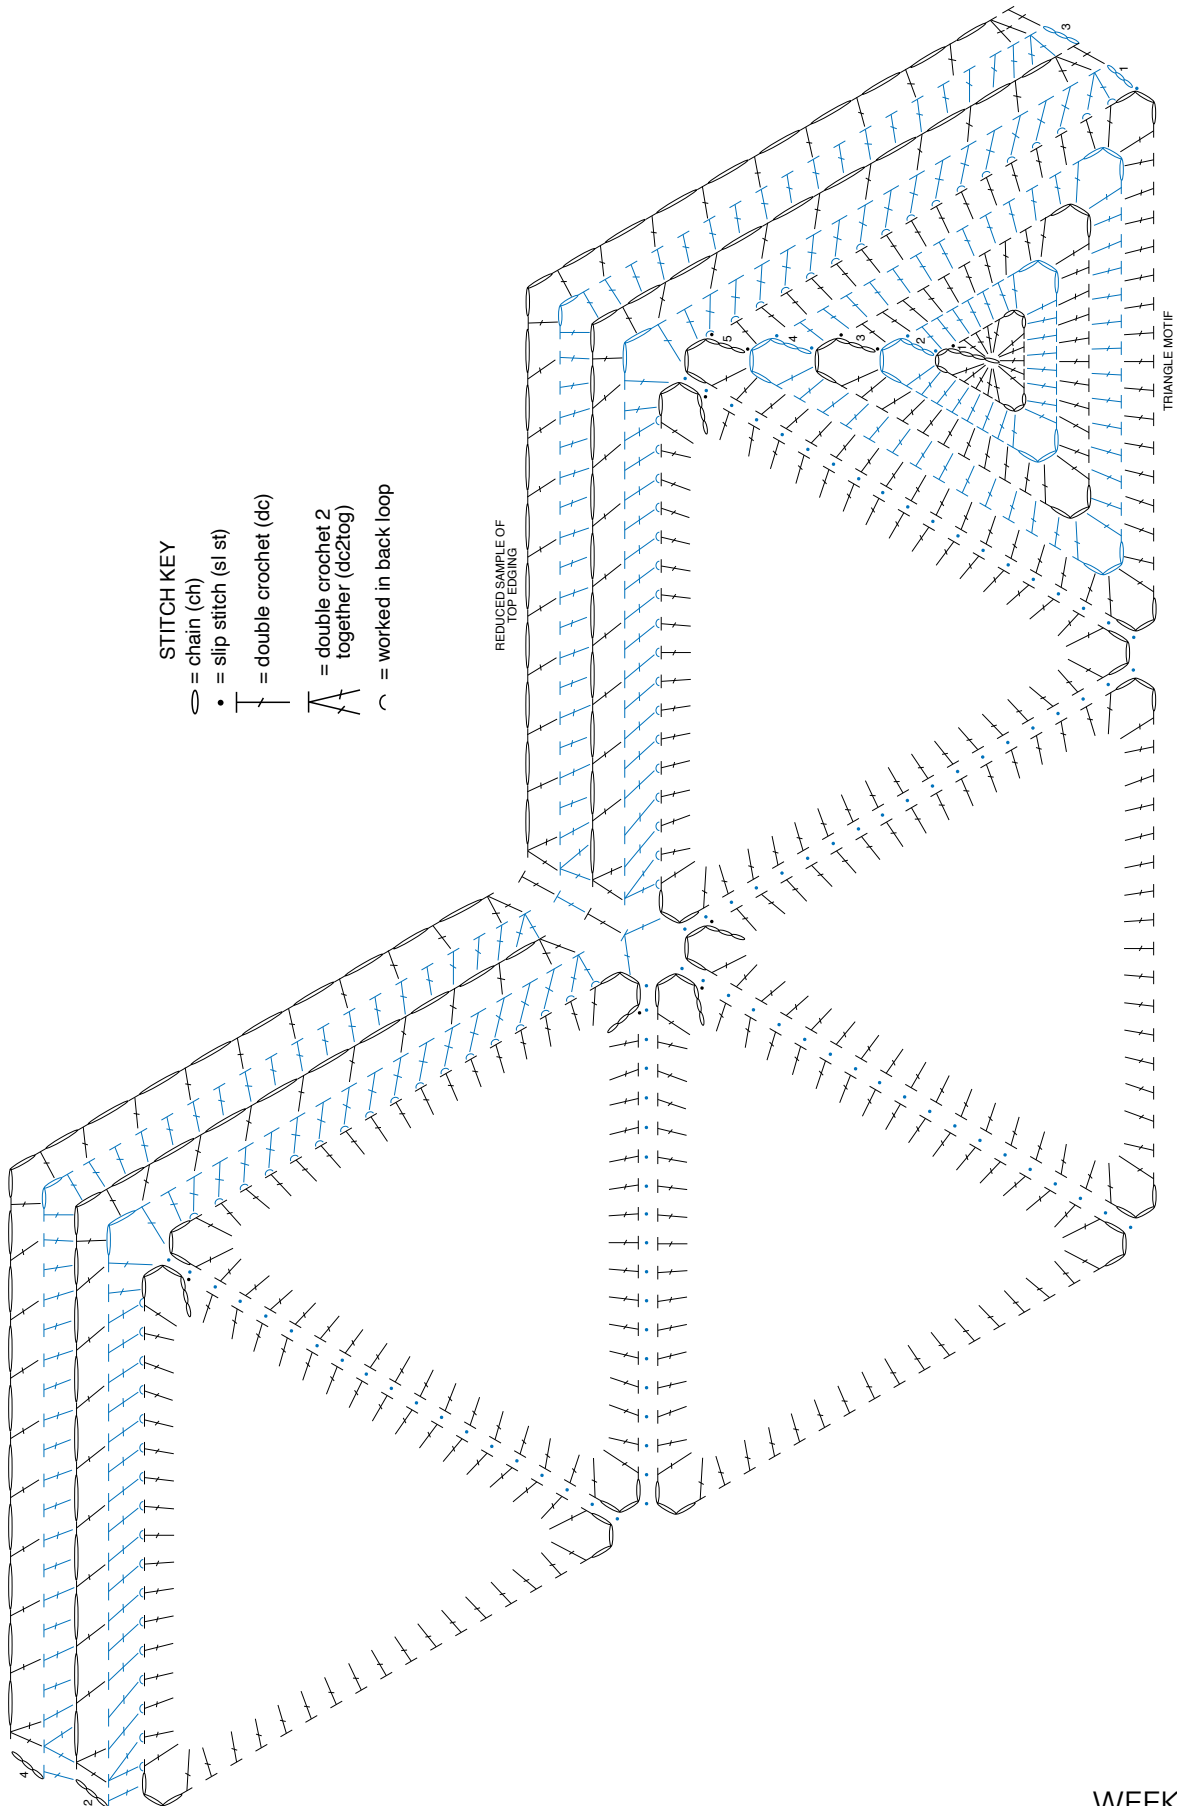 STITCH KEY
= chain (ch)
= slip stitch (sl st)
= double crochet (dc)
= double crochet 2
together (dc2tog)
= worked in back loop
REDUCED SAMPLE OF
TOP EDGING
TRIANGLE MOTIF
1
3
5
4
3
2
4
2
WEEK